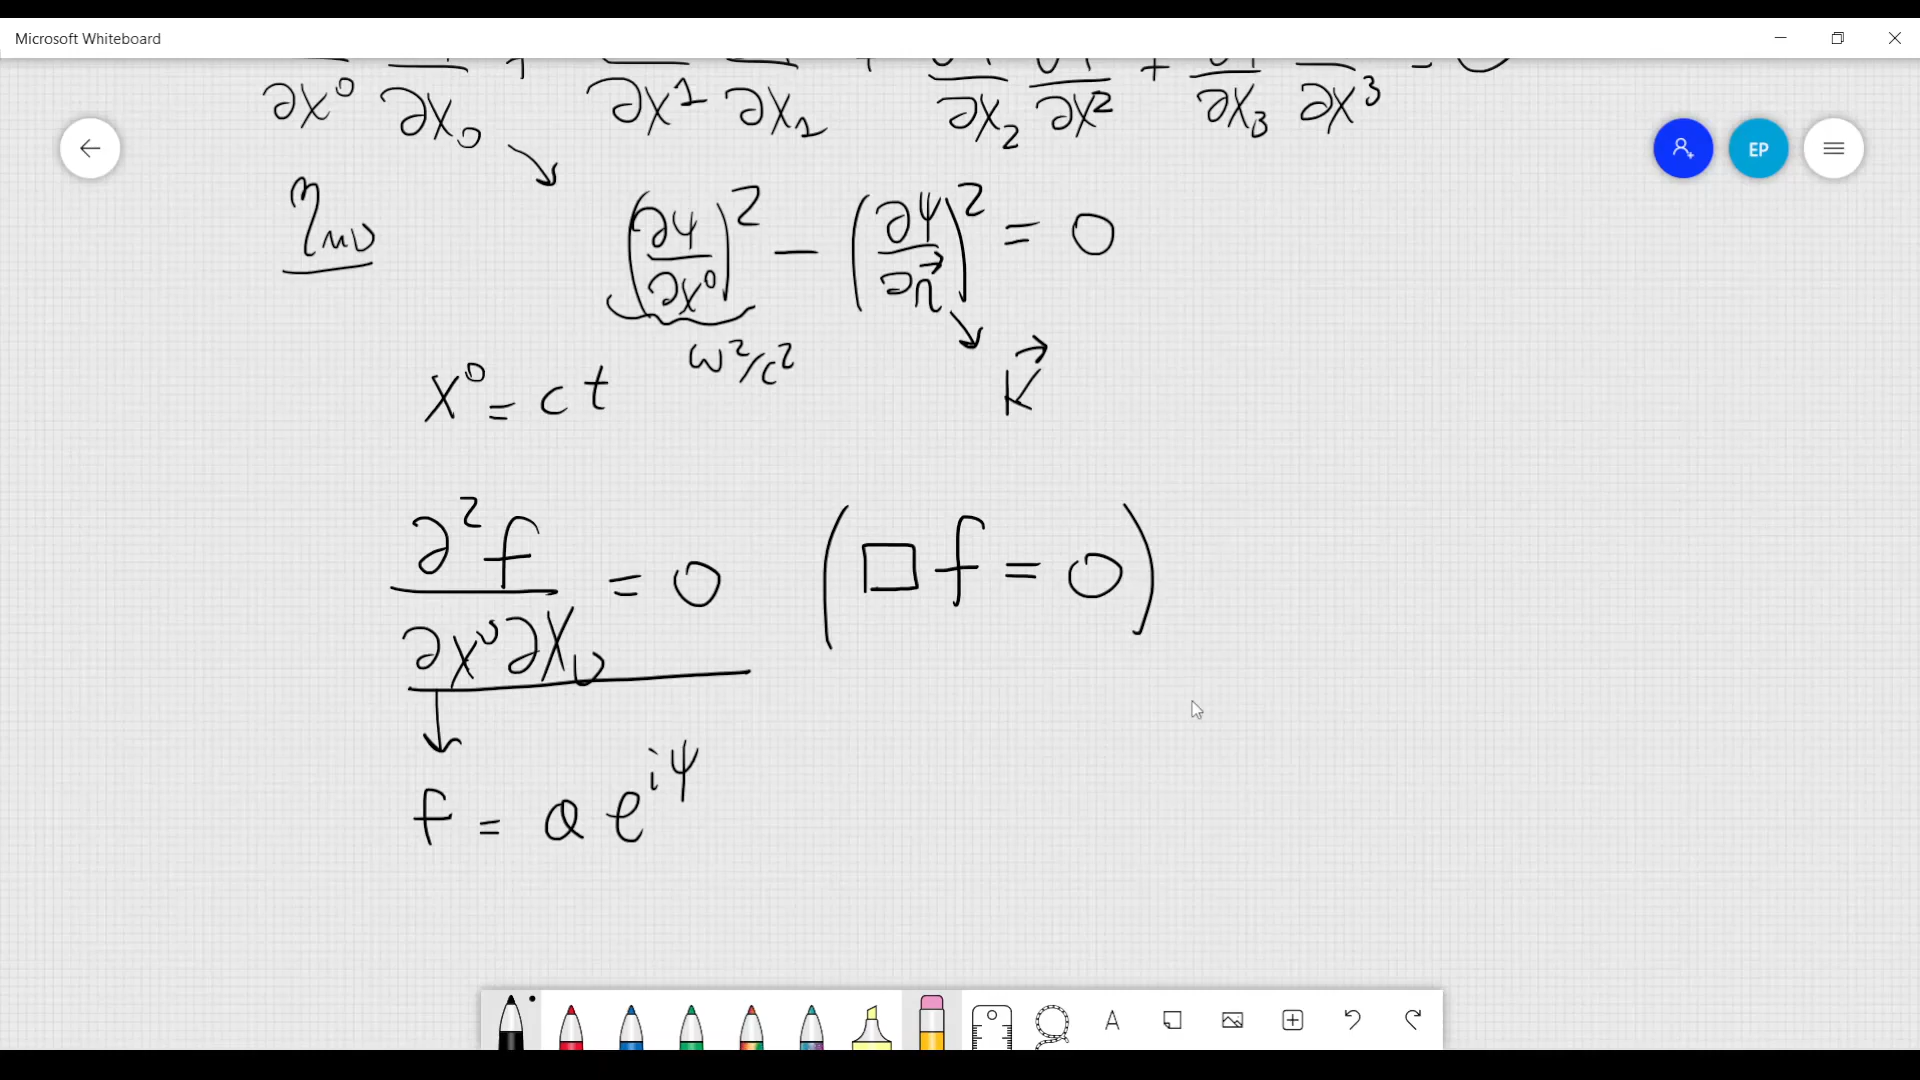 Microsoft Whiteboard
∂x⁰ ∂x₀ + ∂x¹ ∂x₁ + ∂x₂ ∂x² + ∂x₃ ∂x³ =
EP
η_μν (∂ψ/∂x⁰)² − (∂ψ/∂r⃗)² = 0
ω²/c²
x⁰ = ct
K⃗
∂²f/∂x^υ∂x_υ = 0 (□f = 0)
f = a e^{iψ}
A